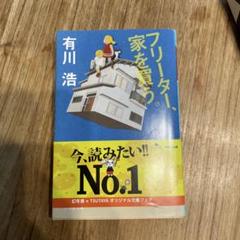 フリーター、
家を買う。
有川 浩
今、読みたい!!
No.1
幻冬舎×TSUTAYA オリジナル文庫フェア